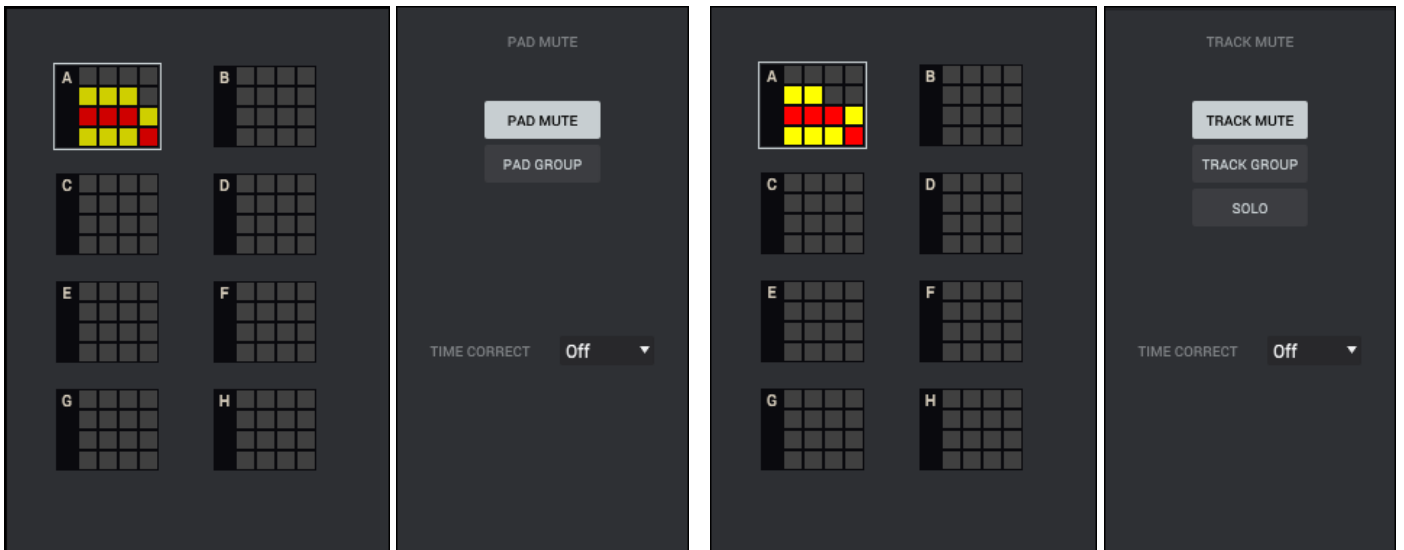 PAD MUTE
A
B
PAD MUTE
PAD GROUP
C
D
E
F
TIME CORRECT Off
G
H
TRACK MUTE
A
B
TRACK MUTE
TRACK GROUP
C
D
SOLO
E
F
TIME CORRECT Off
G
H